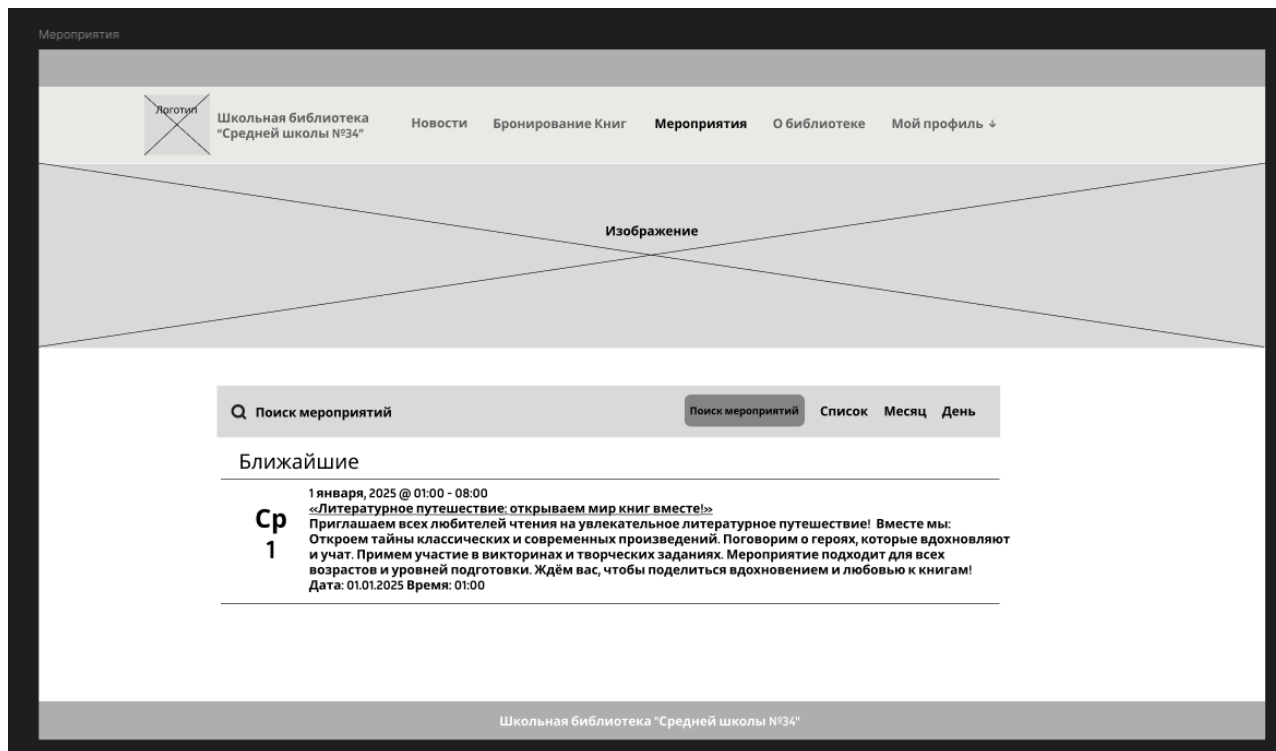 Мероприятия
Логотип
Школьная библиотека
"Средней школы №34"
Новости
Бронирование Книг
Мероприятия
О библиотеке
Мой профиль ↓
Изображение
Поиск мероприятий
Поиск мероприятий
Список
Месяц
День
Ближайшие
Ср
1
1 января, 2025 @ 01:00 - 08:00
«Литературное путешествие: открываем мир книг вместе!»
Приглашаем всех любителей чтения на увлекательное литературное путешествие! Вместе мы:
Откроем тайны классических и современных произведений. Поговорим о героях, которые вдохновляют
и учат. Примем участие в викторинах и творческих заданиях. Мероприятие подходит для всех
возрастов и уровней подготовки. Ждём вас, чтобы поделиться вдохновением и любовью к книгам!
Дата: 01.01.2025 Время: 01:00
Школьная библиотека "Средней школы №34"